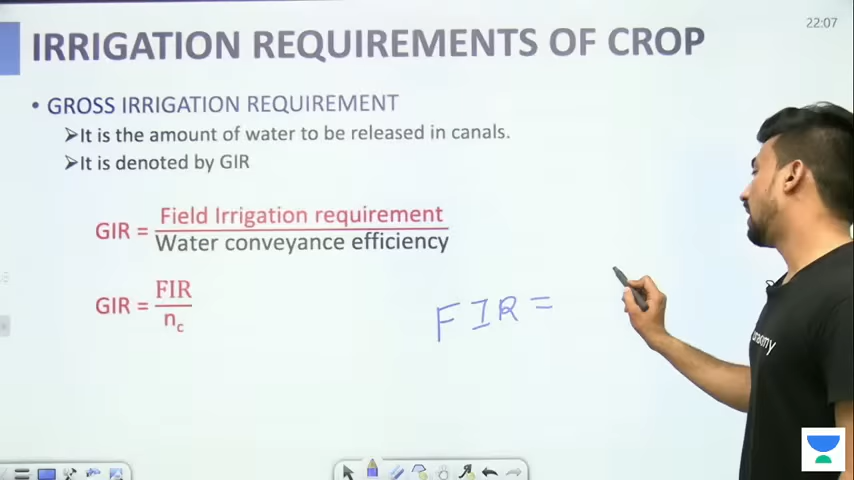 22:07
IRRIGATION REQUIREMENTS OF CROP
• GROSS IRRIGATION REQUIREMENT
➢It is the amount of water to be released in canals.
➢It is denoted by GIR
GIR = Field Irrigation requirement
Water conveyance efficiency
GIR = FIR
n_c
FIR =